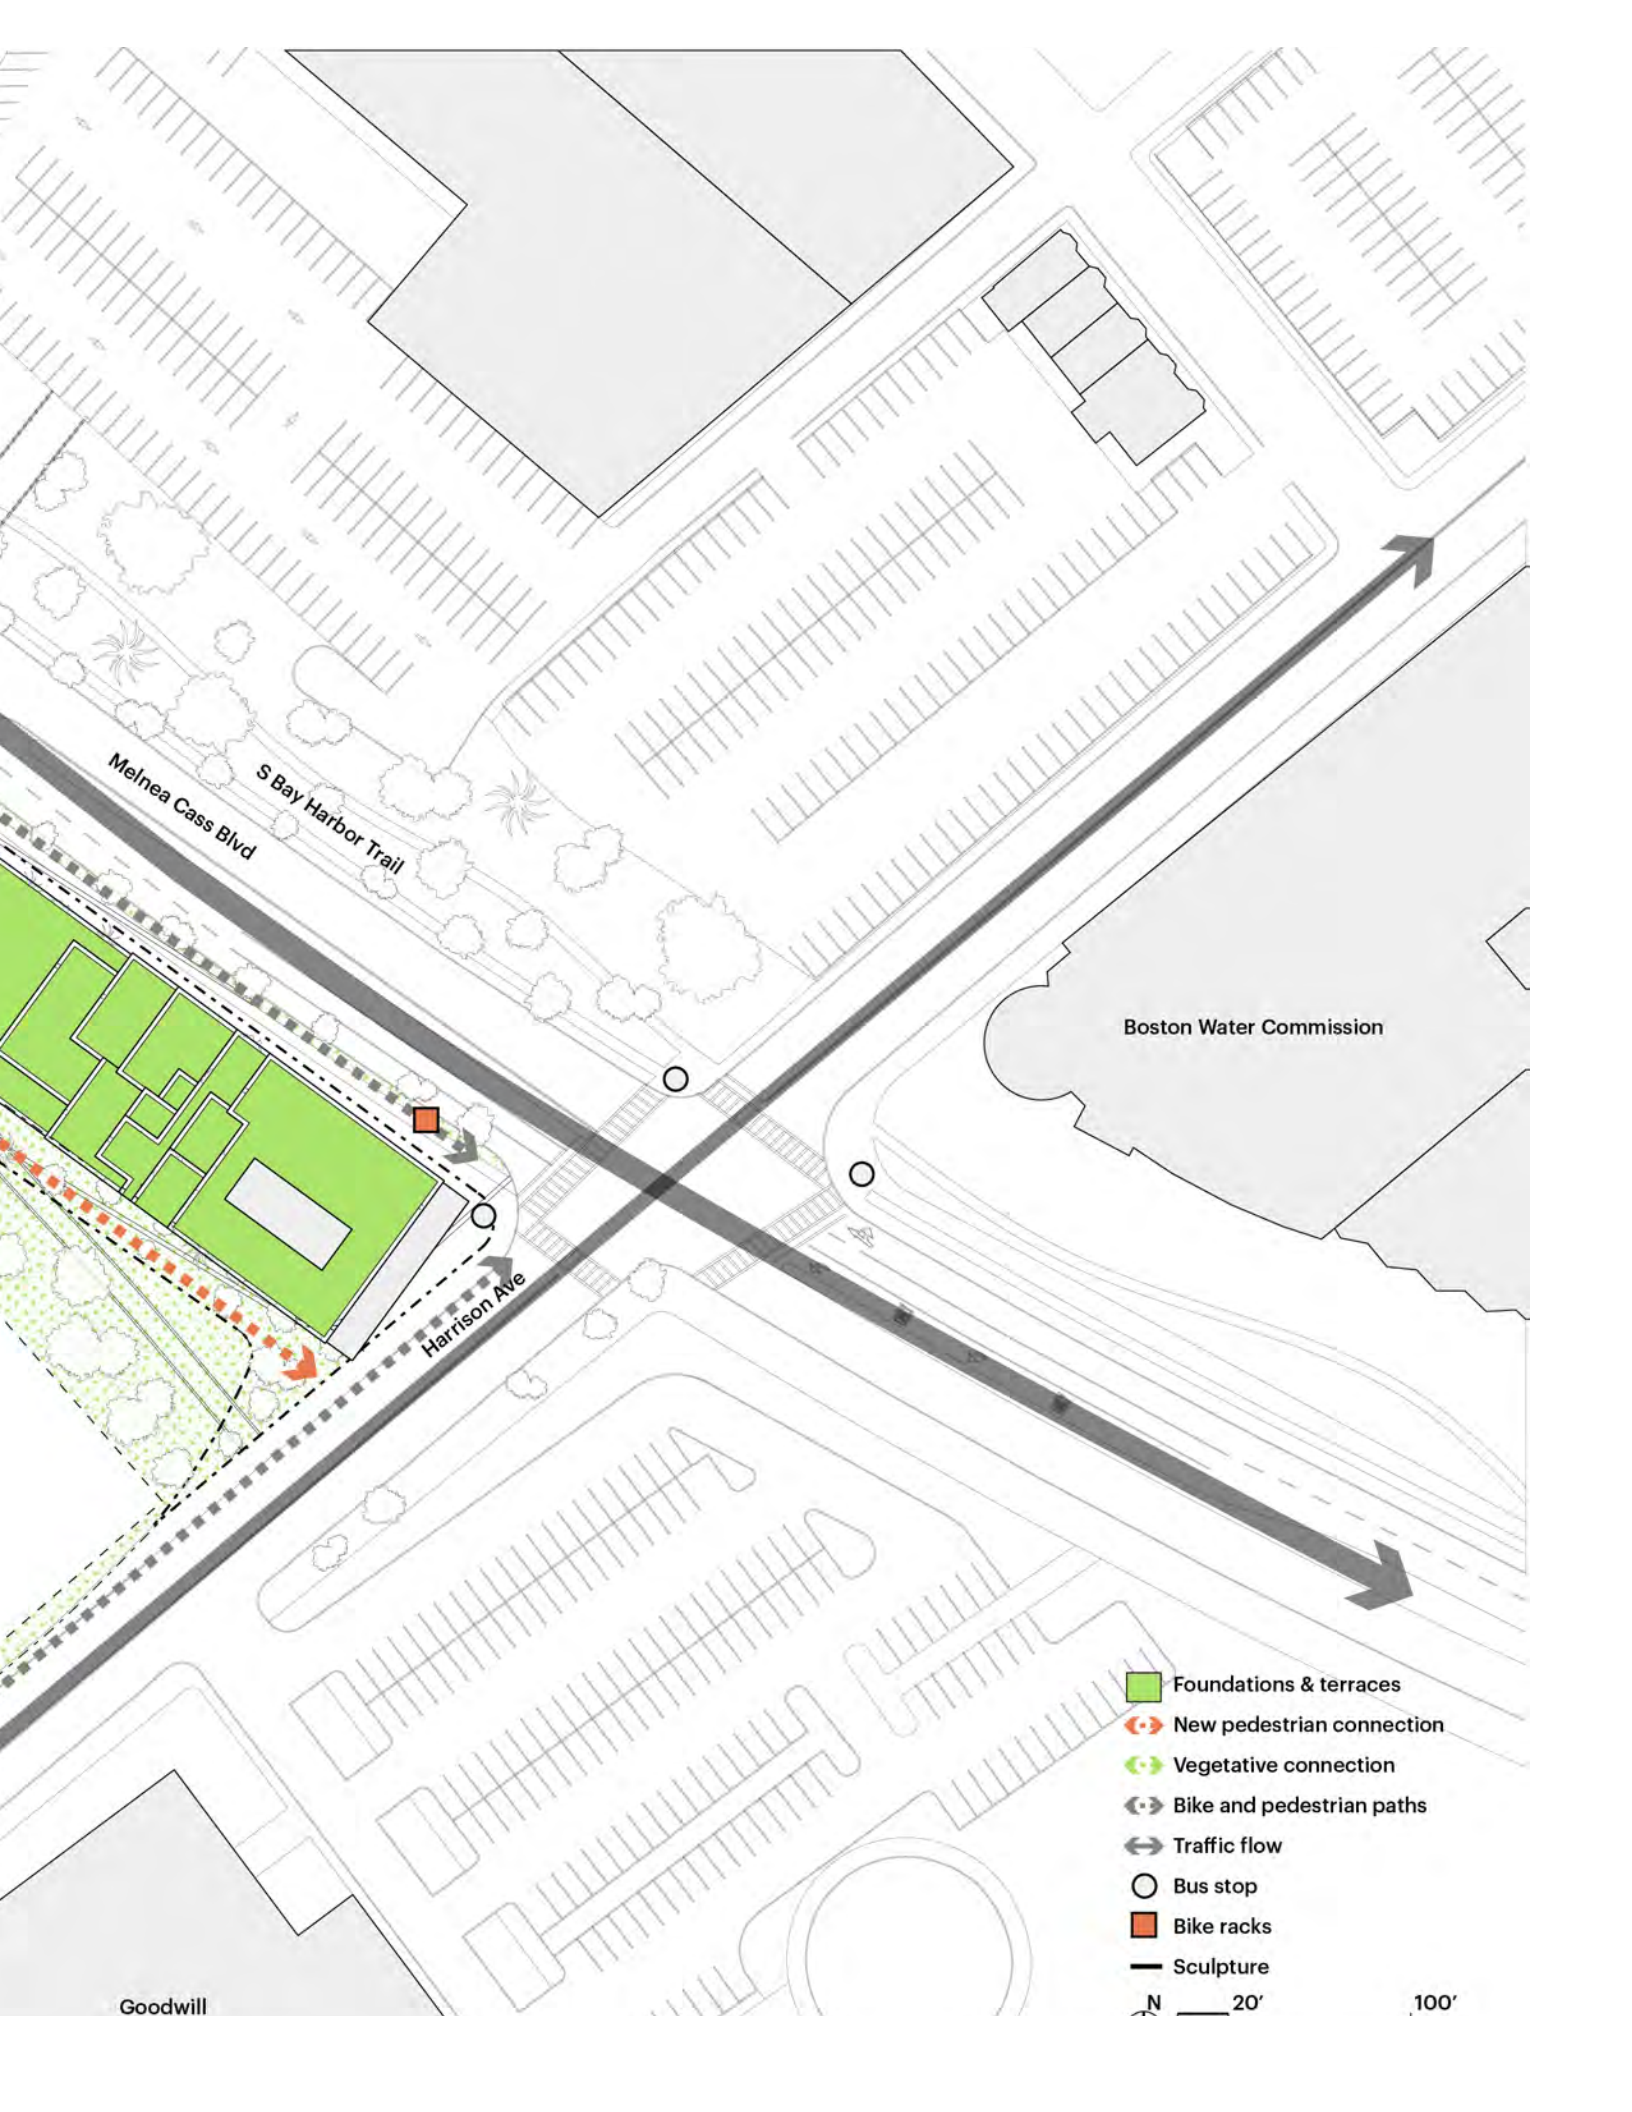 Melnea Cass Blvd
S Bay Harbor Trail
Boston Water Commission
Harrison Ave
Foundations & terraces
New pedestrian connection
Vegetative connection
Bike and pedestrian paths
Traffic flow
Bus stop
Bike racks
Sculpture
N 20′ 100′
Goodwill